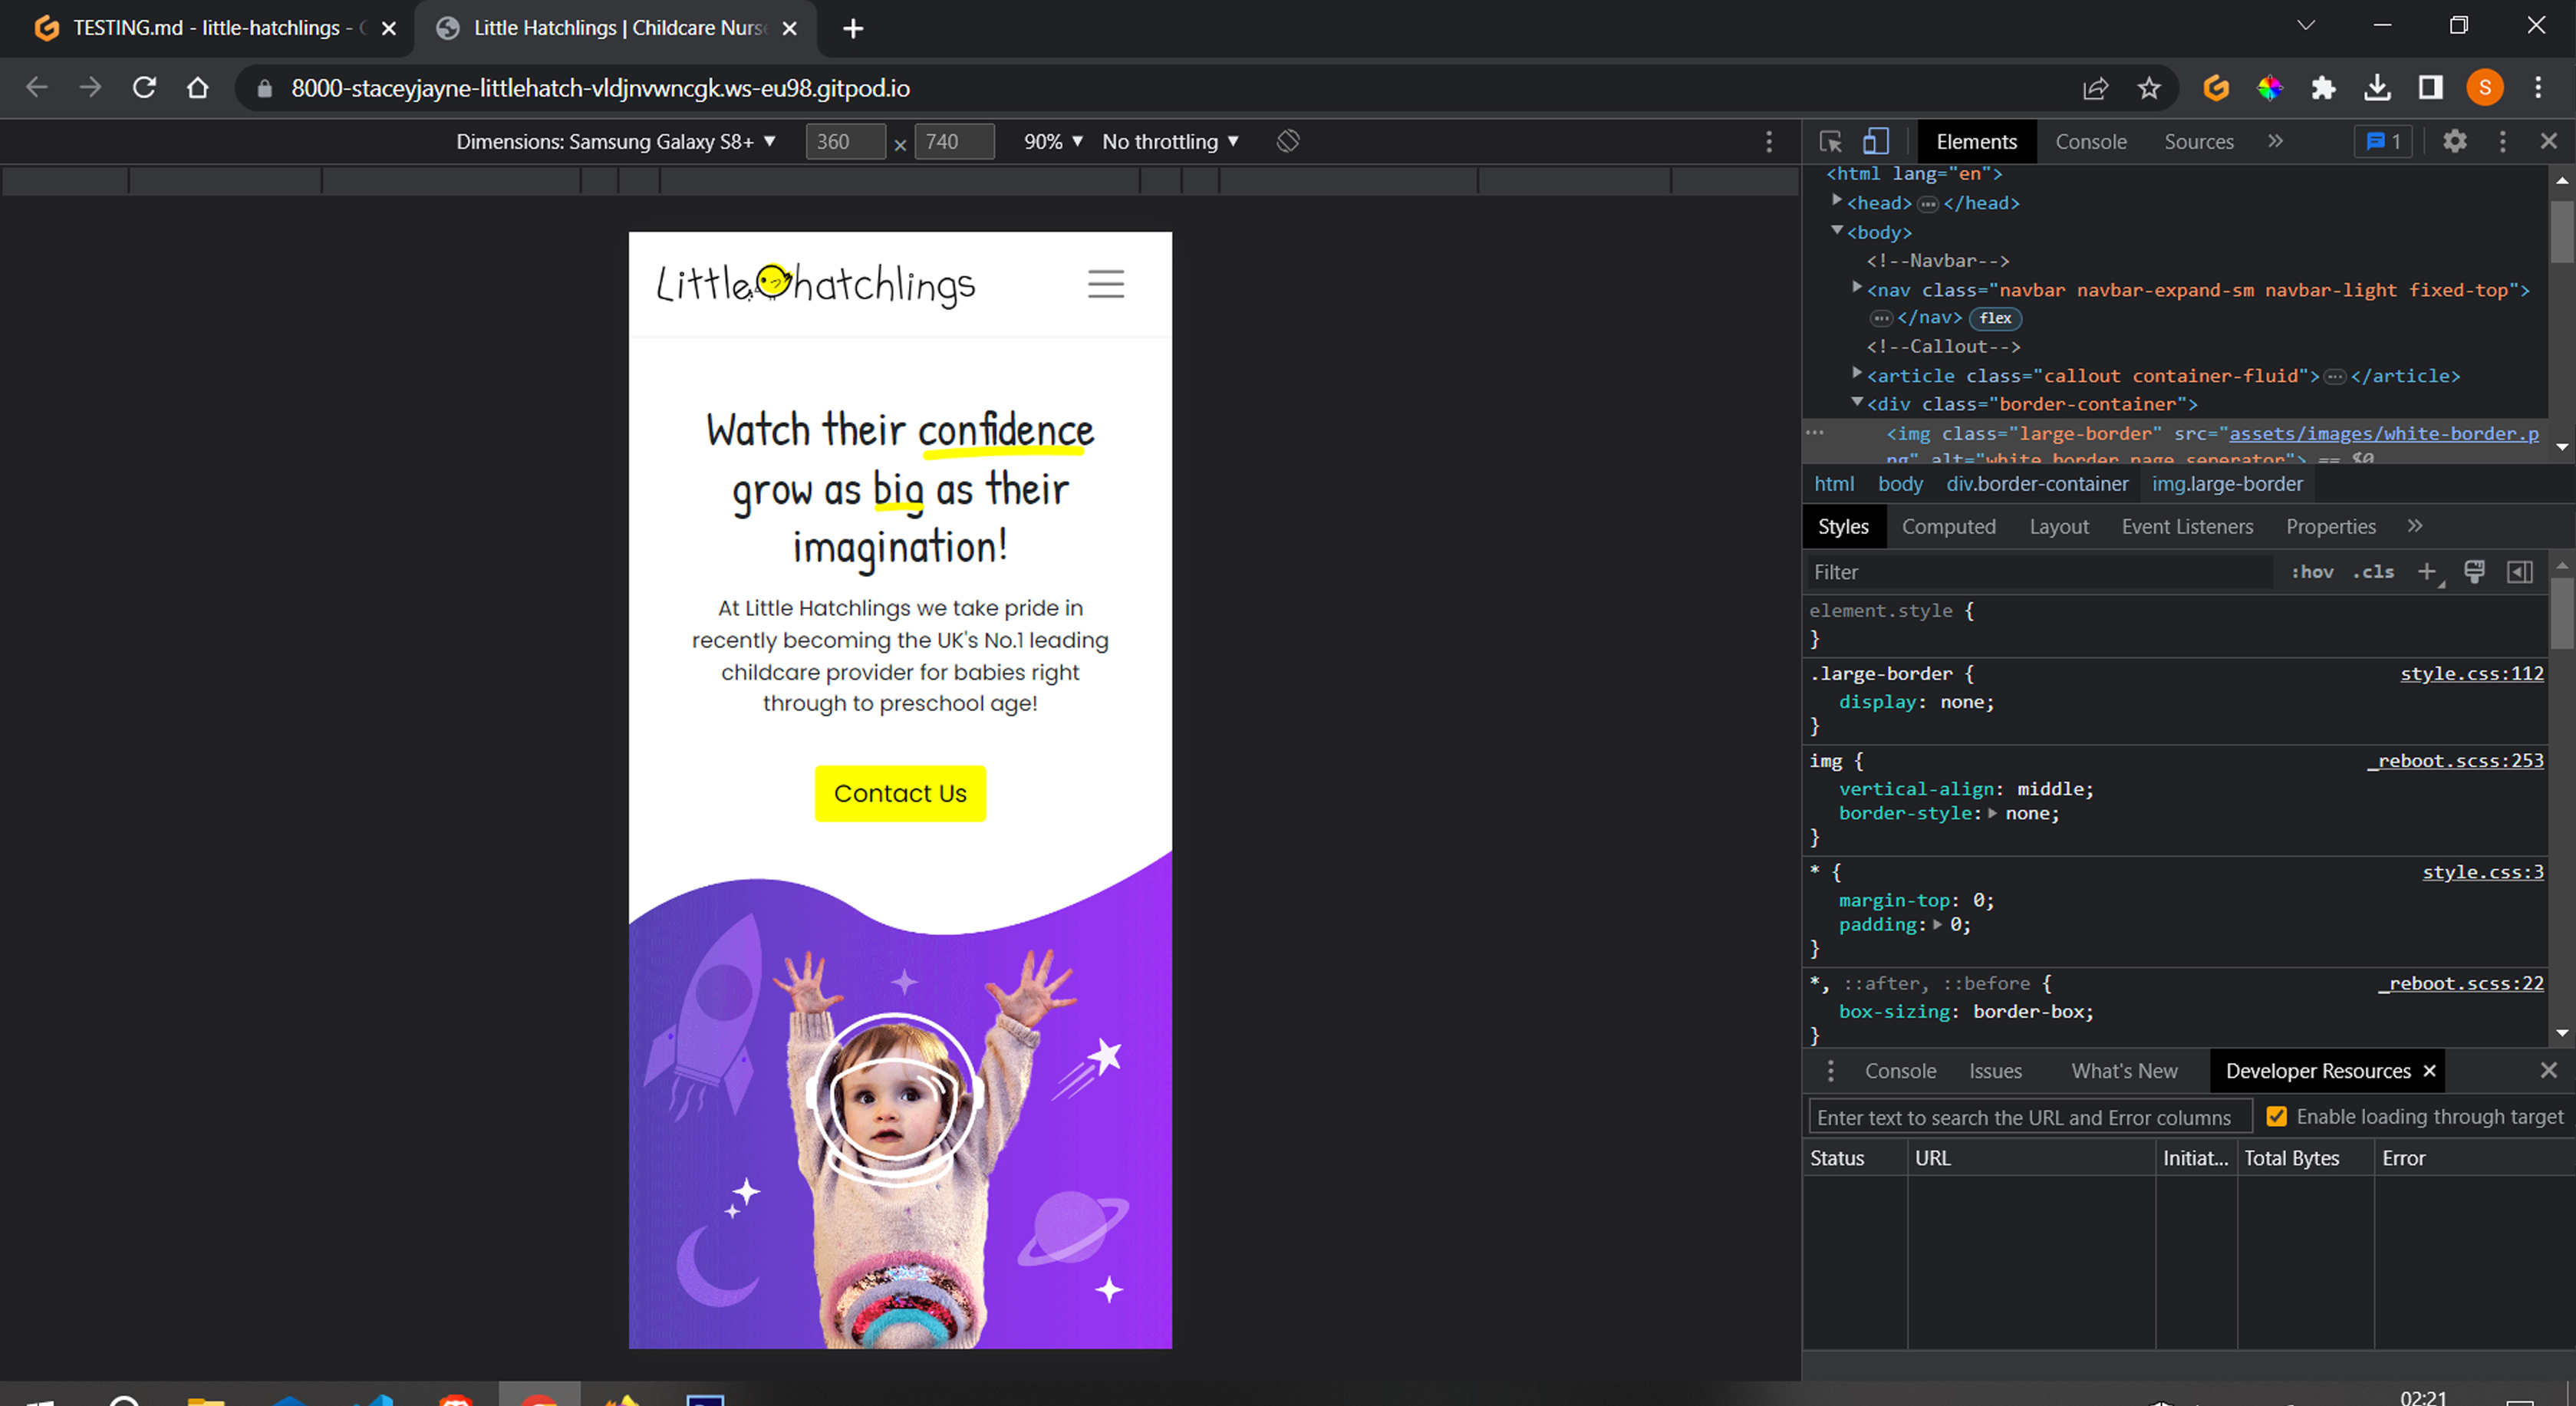 TESTING.md - little-hatchlings -
Little Hatchlings | Childcare Nurs
8000-staceyjayne-littlehatch-vldjnvwncgk.ws-eu98.gitpod.io
S
Dimensions: Samsung Galaxy S8+ 360 × 740 90% No throttling
Elements Console Sources 1
Little hatchlings
Watch their confidence
grow as big as their
imagination!
At Little Hatchlings we take pride in
recently becoming the UK's No.1 leading
childcare provider for babies right
through to preschool age!
Contact Us
<html lang="en">
<head> ⋯ </head>
<body>
<!--Navbar-->
<nav class="navbar navbar-expand-sm navbar-light fixed-top">
⋯ </nav> flex
<!--Callout-->
<article class="callout container-fluid"> ⋯ </article>
<div class="border-container">
<img class="large-border" src="assets/images/white-border.p
ng" alt="white border page seperator"> == $0
html body div.border-container img.large-border
Styles Computed Layout Event Listeners Properties
Filter :hov .cls
element.style {
}
.large-border { style.css:112
display: none;
}
img { _reboot.scss:253
vertical-align: middle;
border-style: none;
}
* { style.css:3
margin-top: 0;
padding: 0;
}
*, ::after, ::before { _reboot.scss:22
box-sizing: border-box;
}
Console Issues What's New Developer Resources
Enter text to search the URL and Error columns Enable loading through target
Status URL Initiat... Total Bytes Error
02:21